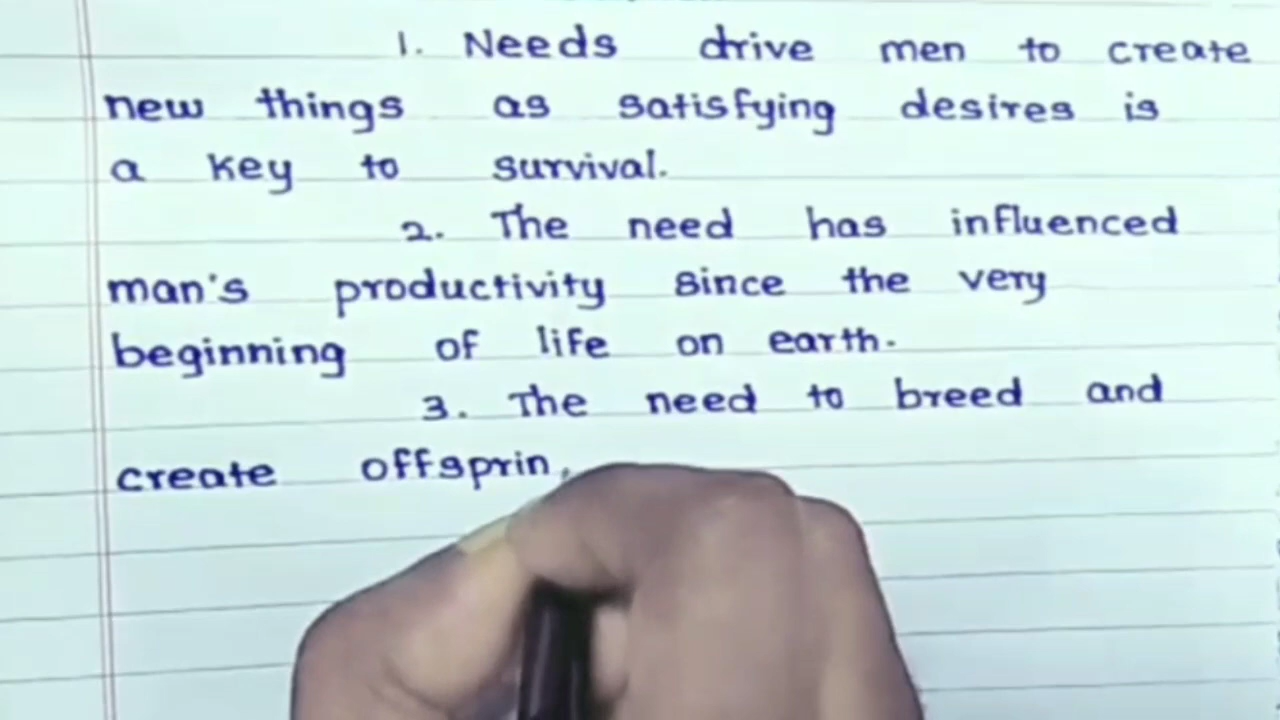 1. Needs drive men to create
new things as satisfying desires is
a key to survival.
2. The need has influenced
man's productivity since the very
beginning of life on earth.
3. The need to breed and
create offsprin